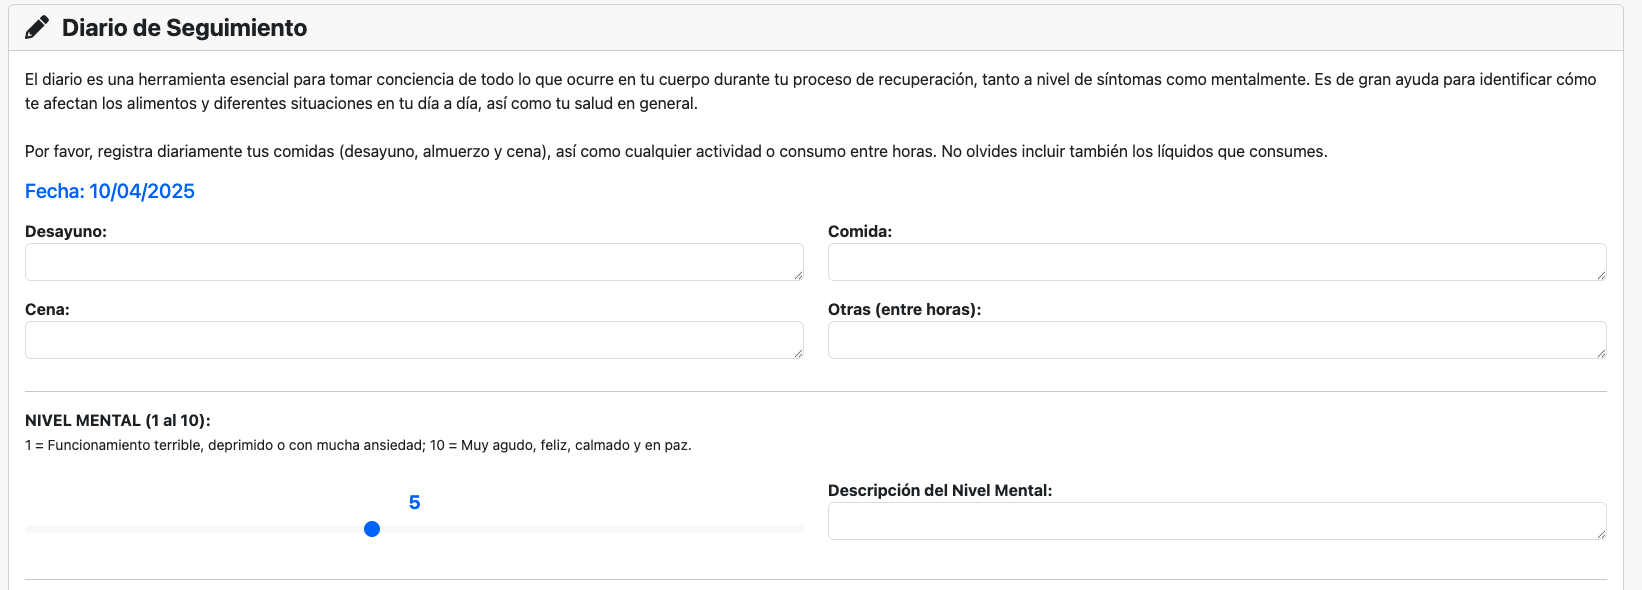 Diario de Seguimiento
El diario es una herramienta esencial para tomar conciencia de todo lo que ocurre en tu cuerpo durante tu proceso de recuperación, tanto a nivel de síntomas como mentalmente. Es de gran ayuda para identificar cómo
te afectan los alimentos y diferentes situaciones en tu día a día, así como tu salud en general.
Por favor, registra diariamente tus comidas (desayuno, almuerzo y cena), así como cualquier actividad o consumo entre horas. No olvides incluir también los líquidos que consumes.
Fecha: 10/04/2025
Desayuno:
Comida:
Cena:
Otras (entre horas):
NIVEL MENTAL (1 al 10):
1 = Funcionamiento terrible, deprimido o con mucha ansiedad; 10 = Muy agudo, feliz, calmado y en paz.
5
Descripción del Nivel Mental: